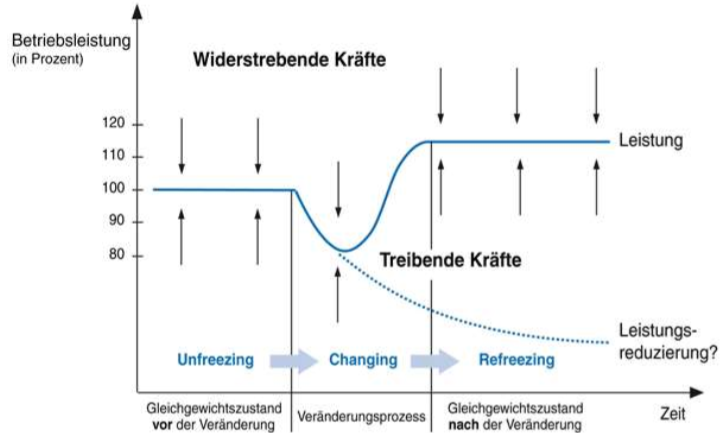 Betriebsleistung
(in Prozent)
Widerstrebende Kräfte
120
110
100
90
80
Leistung
Treibende Kräfte
Leistungs-
reduzierung?
Unfreezing
Changing
Refreezing
Gleichgewichtszustand
vor der Veränderung
Veränderungsprozess
Gleichgewichtszustand
nach der Veränderung
Zeit